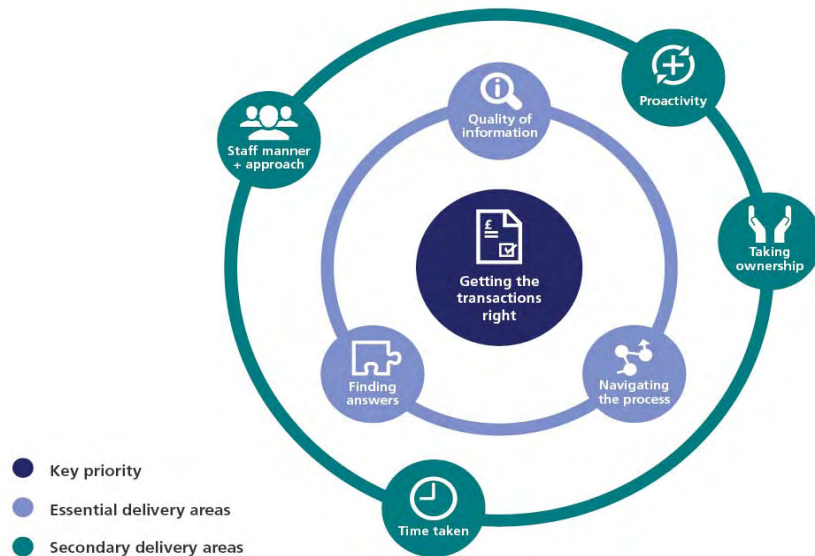 Proactivity
Quality of
information
Staff manner
+ approach
Taking
ownership
£
Getting the
transactions
right
Finding
answers
Navigating
the process
Time taken
Key priority
Essential delivery areas
Secondary delivery areas